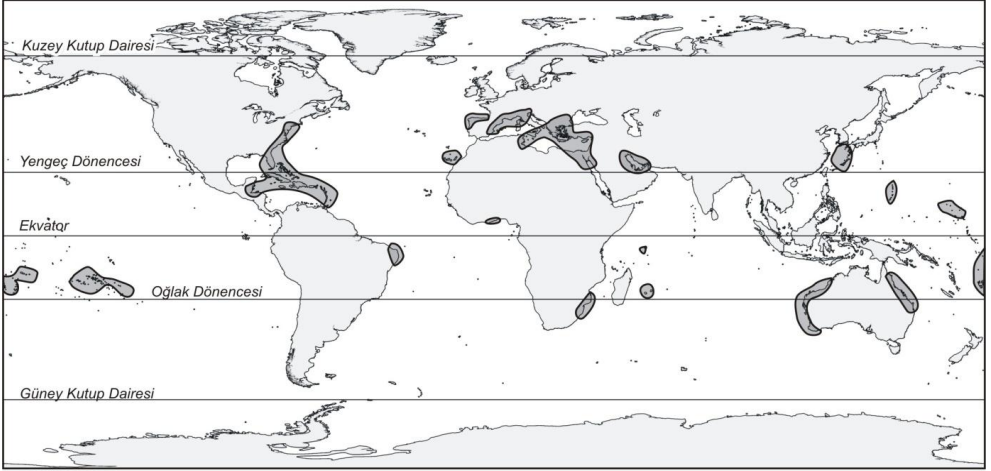 Kuzey Kutup Dairesi
Yengeç Dönencesi
Ekvator
Oğlak Dönencesi
Güney Kutup Dairesi